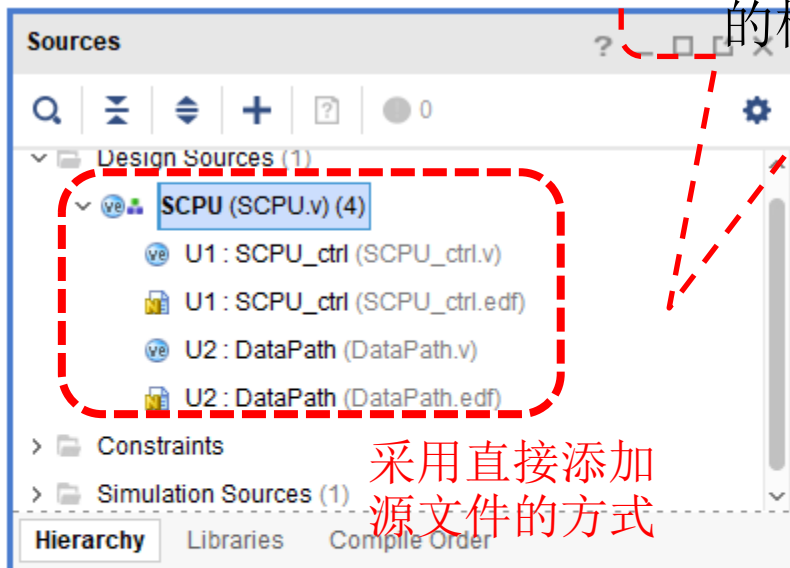 的
Sources
? _ □ X
0
Design Sources (1)
SCPU (SCPU.v) (4)
U1 : SCPU_ctrl (SCPU_ctrl.v)
U1 : SCPU_ctrl (SCPU_ctrl.edf)
U2 : DataPath (DataPath.v)
U2 : DataPath (DataPath.edf)
Constraints
采用直接添加
Simulation Sources (1)
源文件的方式
Hierarchy Libraries Compile Order